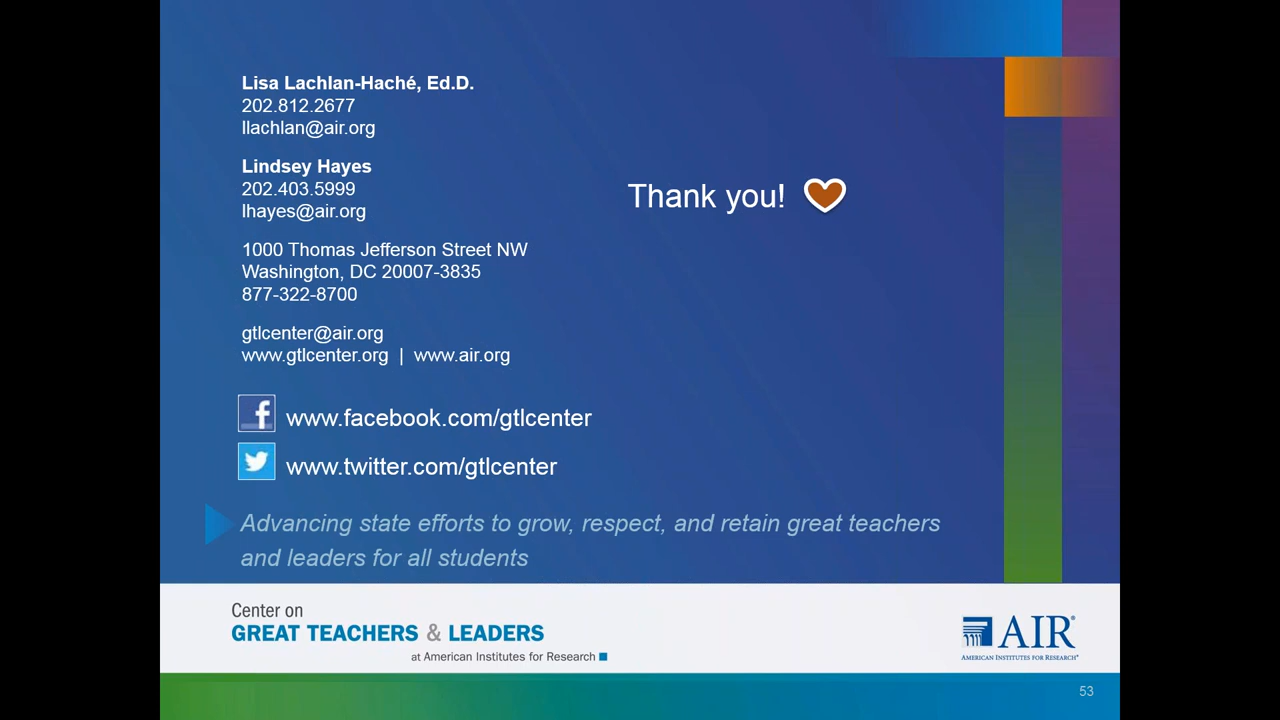 Lisa Lachlan-Haché, Ed.D.
202.812.2677
llachlan@air.org
Lindsey Hayes
202.403.5999
lhayes@air.org
1000 Thomas Jefferson Street NW
Washington, DC 20007-3835
877-322-8700
gtlcenter@air.org
www.gtlcenter.org | www.air.org
Thank you!
f www.facebook.com/gtlcenter
www.twitter.com/gtlcenter
Advancing state efforts to grow, respect, and retain great teachers
and leaders for all students
Center on
GREAT TEACHERS & LEADERS
at American Institutes for Research
AIR®
AMERICAN INSTITUTES FOR RESEARCH®
53